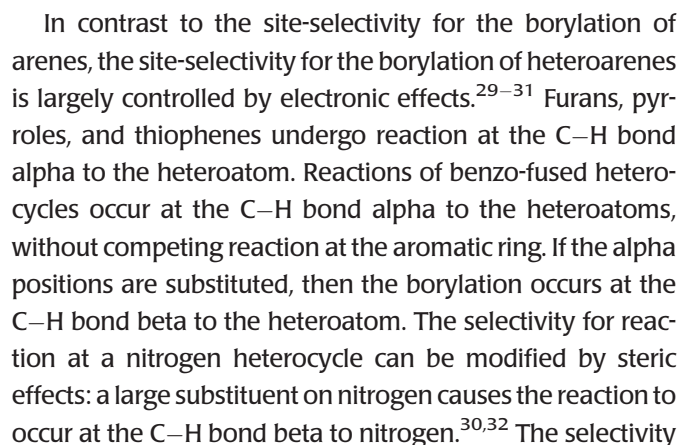 In contrast to the site-selectivity for the borylation of
arenes, the site-selectivity for the borylation of heteroarenes
is largely controlled by electronic effects.29–31 Furans, pyr-
roles, and thiophenes undergo reaction at the C–H bond
alpha to the heteroatom. Reactions of benzo-fused hetero-
cycles occur at the C–H bond alpha to the heteroatoms,
without competing reaction at the aromatic ring. If the alpha
positions are substituted, then the borylation occurs at the
C–H bond beta to the heteroatom. The selectivity for reac-
tion at a nitrogen heterocycle can be modified by steric
effects: a large substituent on nitrogen causes the reaction to
occur at the C–H bond beta to nitrogen.30,32 The selectivity